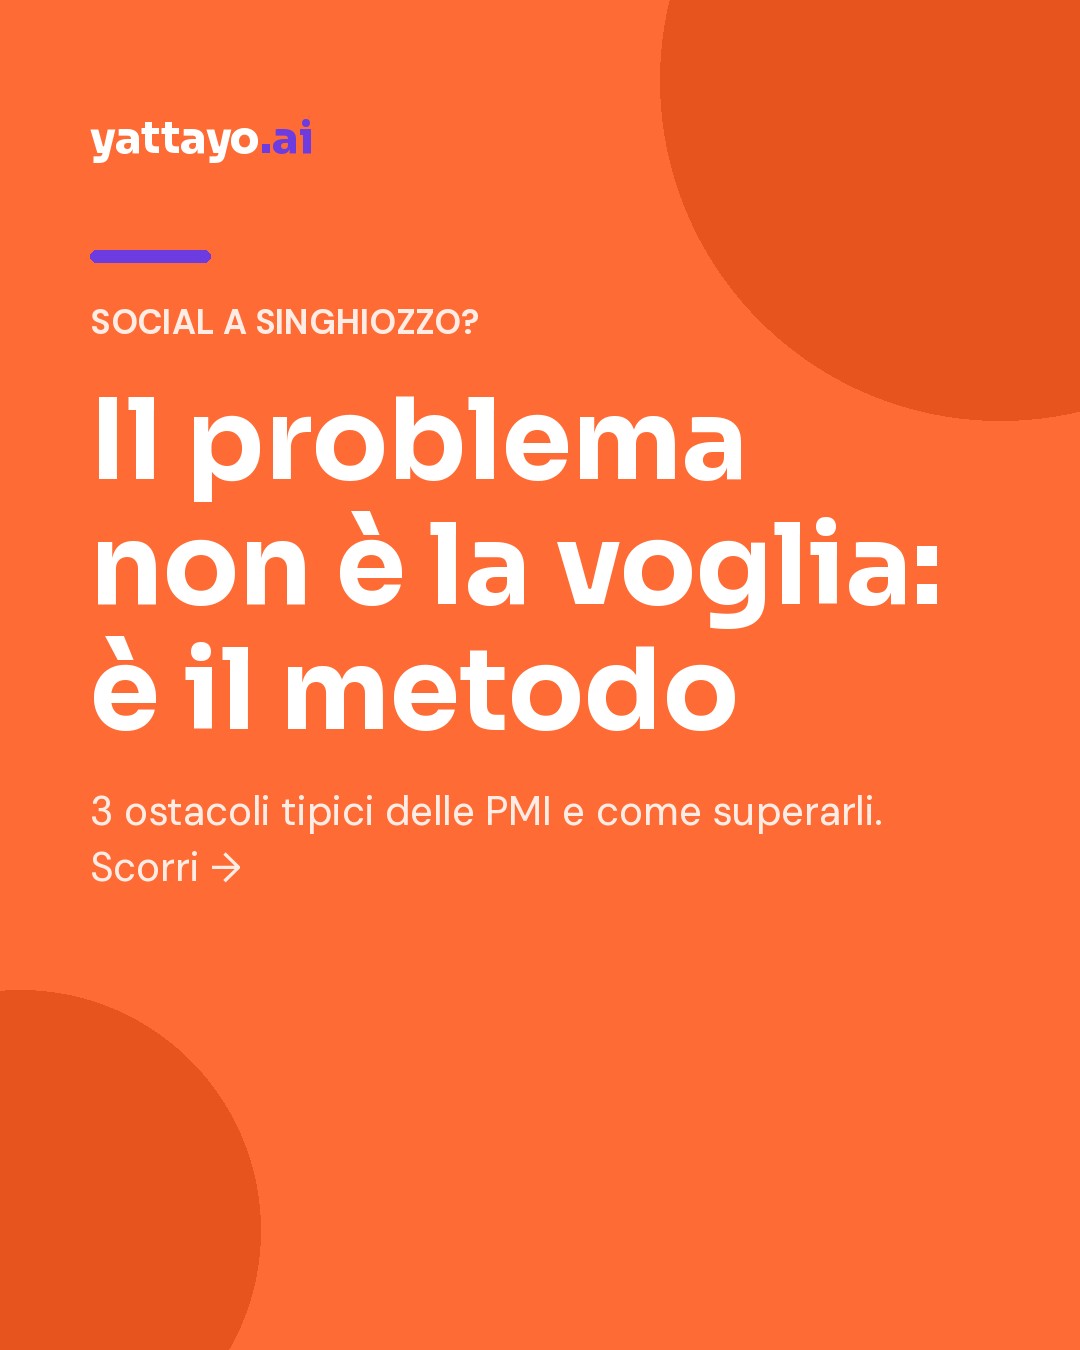 yattayo.ai
SOCIAL A SINGHIOZZO?
Il problema
non è la voglia:
è il metodo
3 ostacoli tipici delle PMI e come superarli.
Scorri →